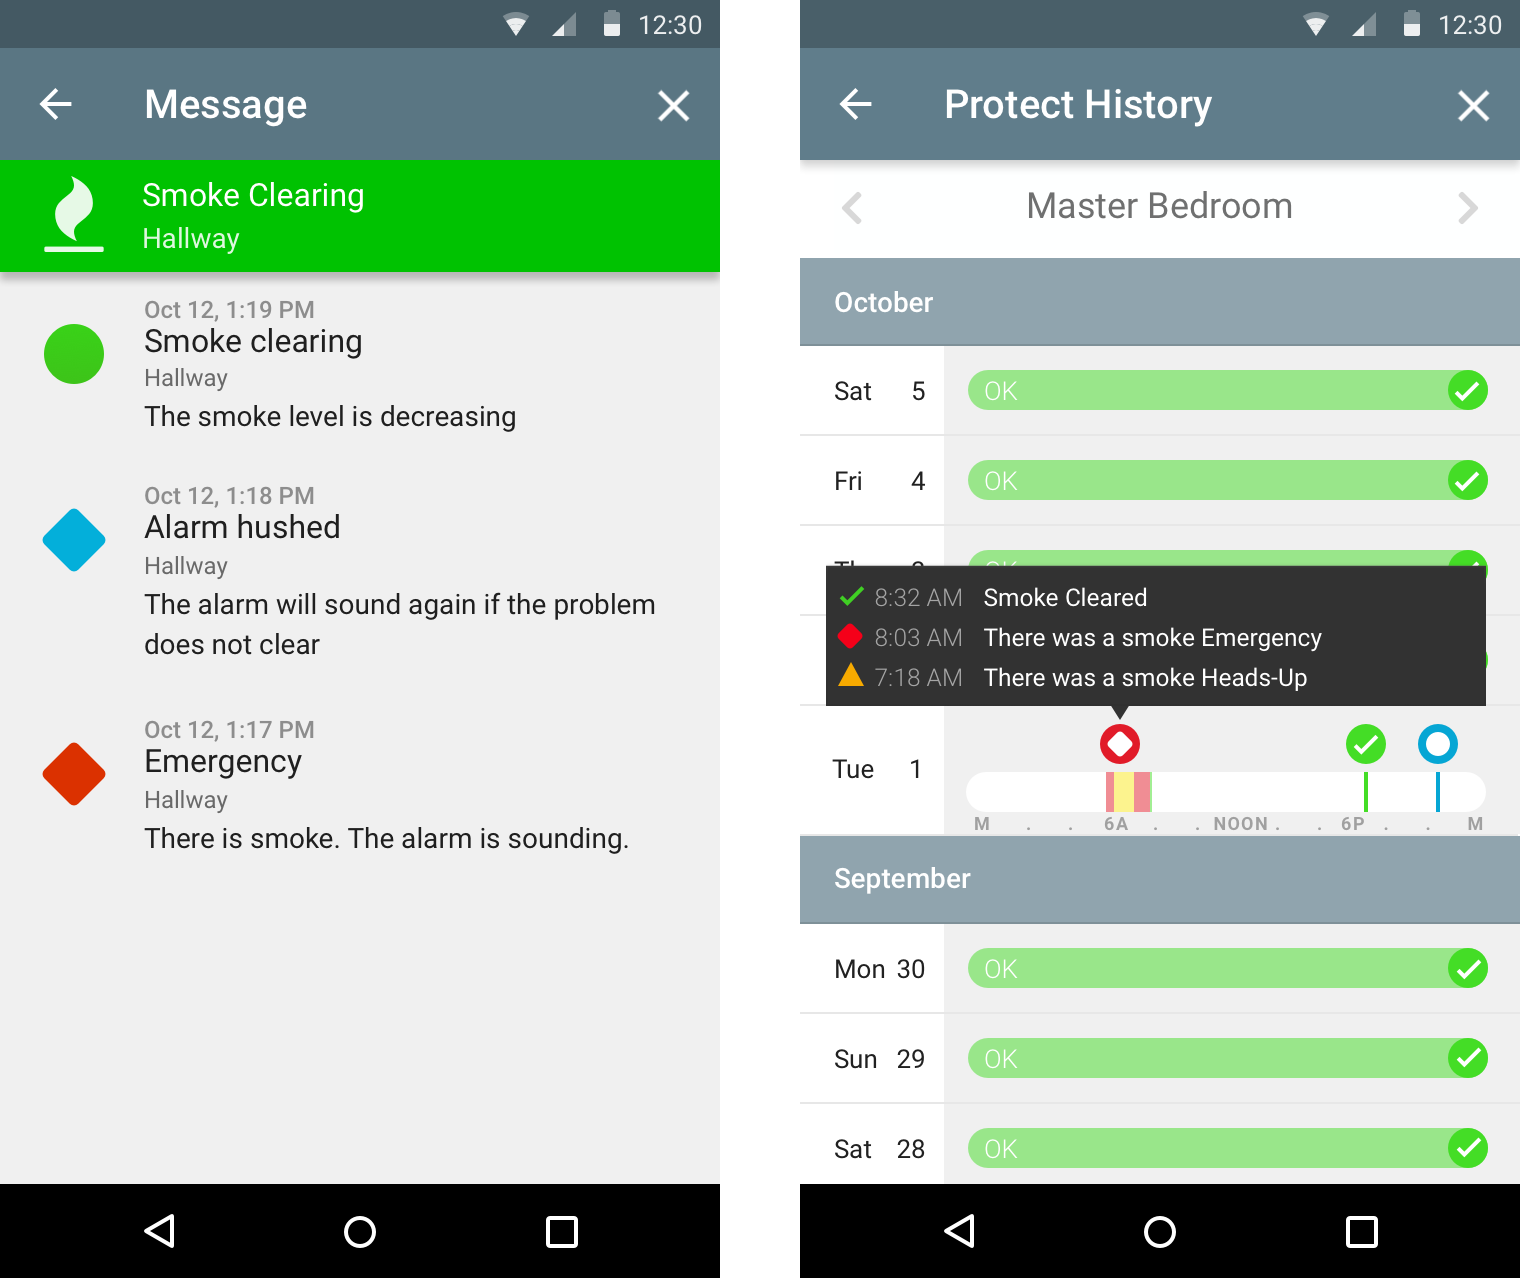 12:30
Message
Smoke Clearing
Hallway
Oct 12, 1:19 PM
Smoke clearing
Hallway
The smoke level is decreasing
Oct 12, 1:18 PM
Alarm hushed
Hallway
The alarm will sound again if the problem
does not clear
Oct 12, 1:17 PM
Emergency
Hallway
There is smoke. The alarm is sounding.
12:30
Protect History
Master Bedroom
October
Sat 5 OK
Fri 4 OK
8:32 AM Smoke Cleared
8:03 AM There was a smoke Emergency
7:18 AM There was a smoke Heads-Up
Tue 1
M . . 6A . . NOON . . 6P . . M
September
Mon 30 OK
Sun 29 OK
Sat 28 OK